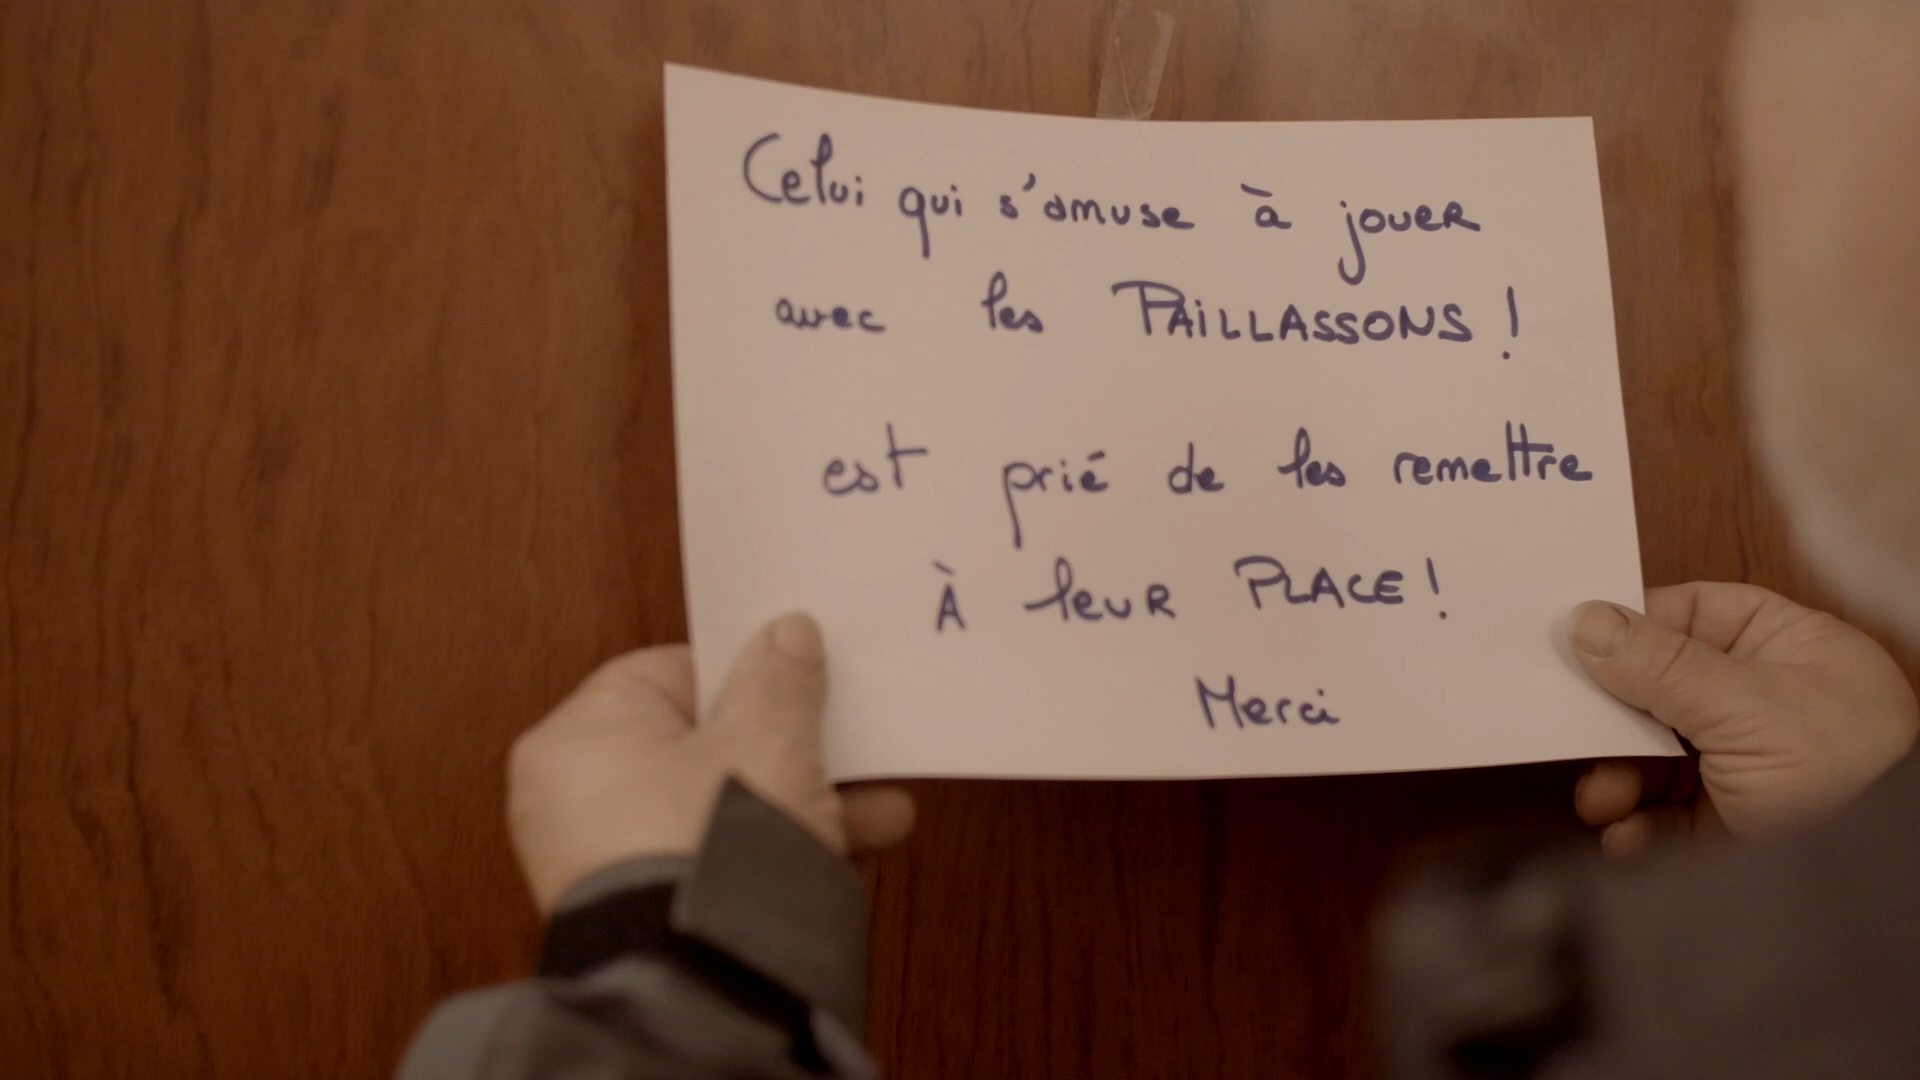 Celui qui s'amuse à jouer
avec les PAiLLASSONS !
est prié de les remettre
À leur PLACE !
Merci